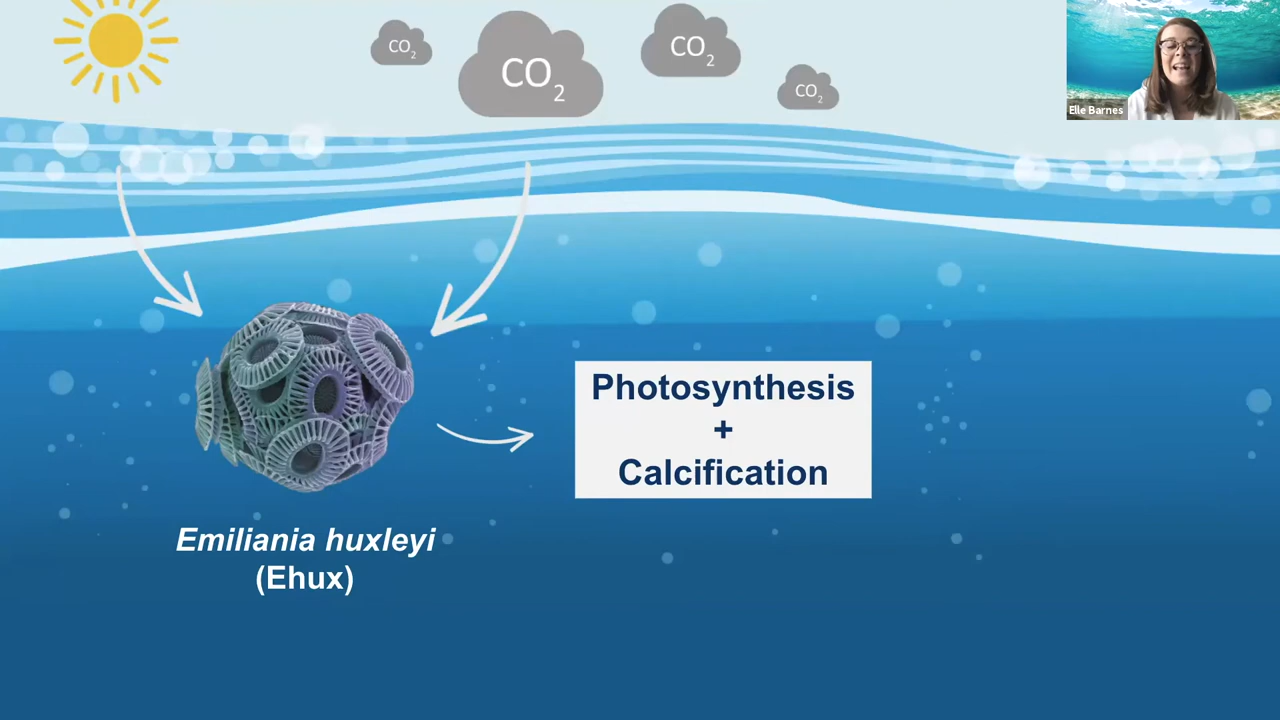 CO2
CO2
CO2
CO2
Elle Barnes
Photosynthesis
+
Calcification
Emiliania huxleyi
(Ehux)